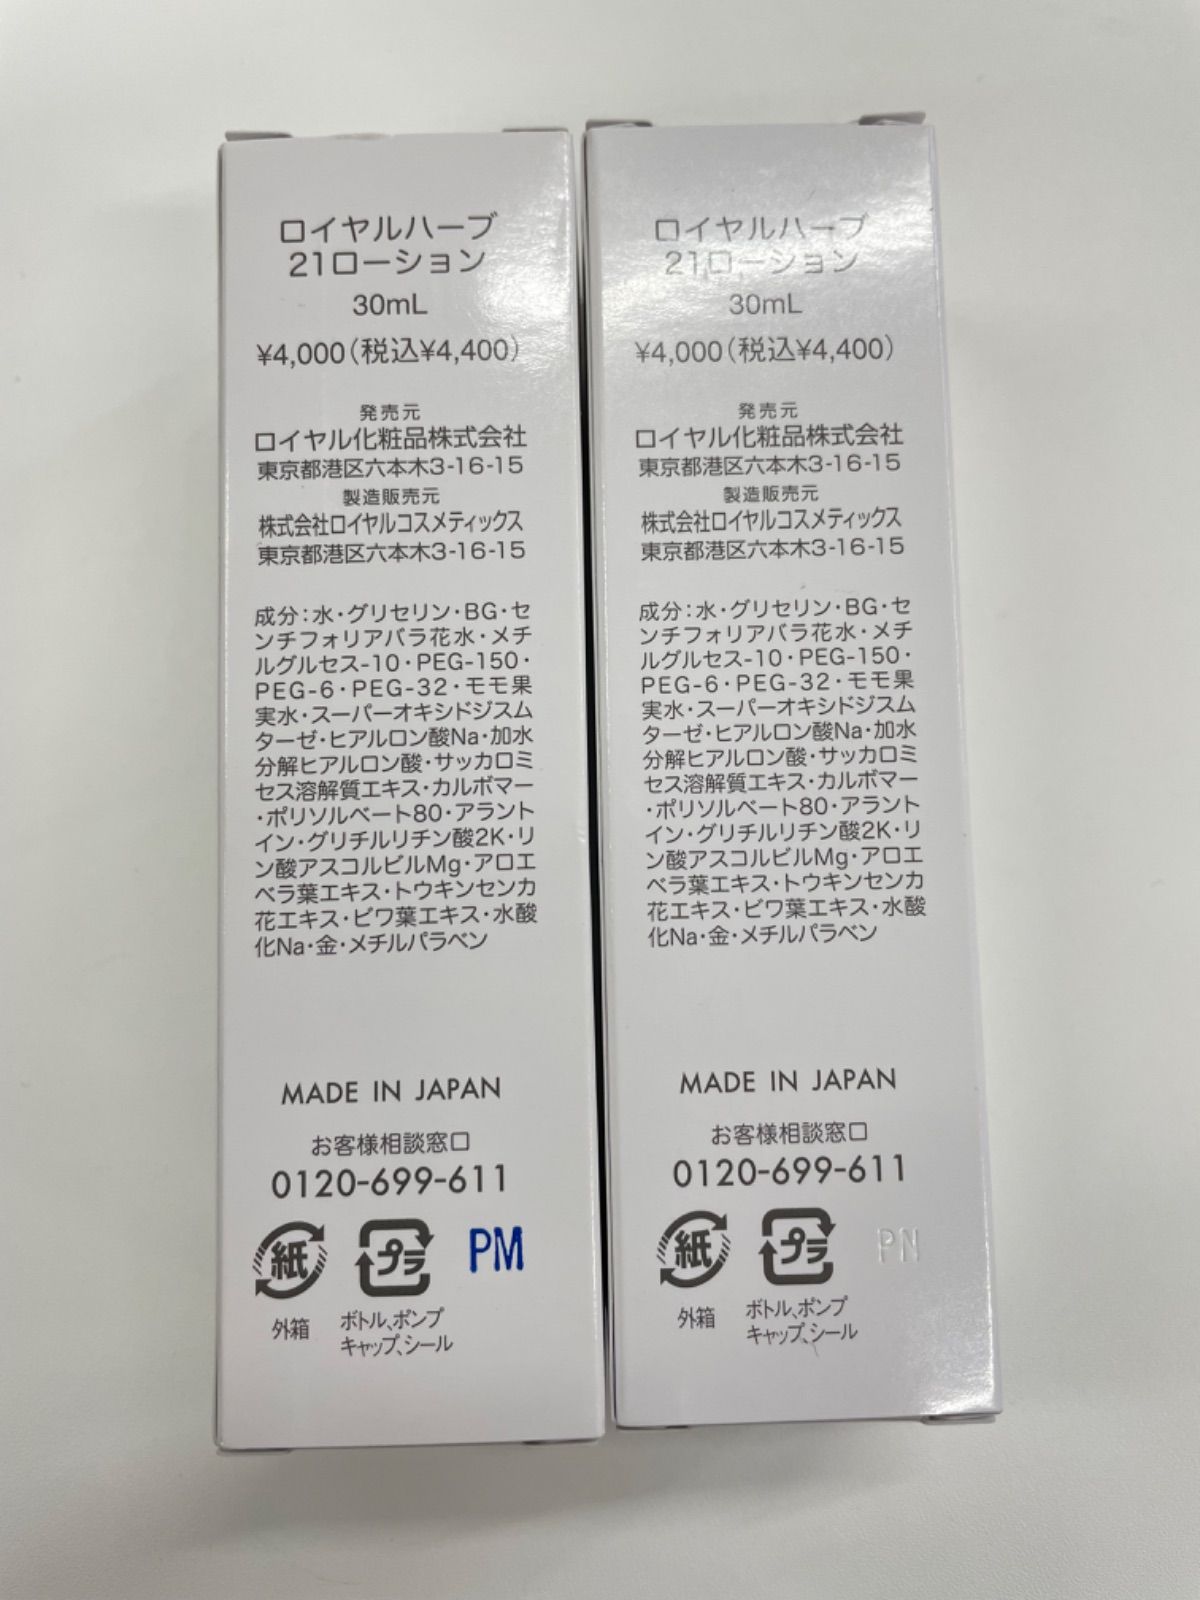 ロイヤルハーブ
21ローション
30mL
¥4,000(税込¥4,400)
発売元
ロイヤル化粧品株式会社
東京都港区六本木3-16-15
製造販売元
株式会社ロイヤルコスメティックス
東京都港区六本木3-16-15
成分:水・グリセリン・BG・セ
ンチフォリアバラ花水・メチ
ルグルセス-10・PEG-150・
PEG-6・PEG-32・モモ果
実水・スーパーオキシドジスム
ターゼ・ヒアルロン酸Na・加水
分解ヒアルロン酸・サッカロミ
セス溶解質エキス・カルボマー
・ポリソルベート80・アラント
イン・グリチルリチン酸2K・リ
ン酸アスコルビルMg・アロエ
ベラ葉エキス・トウキンセンカ
花エキス・ビワ葉エキス・水酸
化Na・金・メチルパラベン
MADE IN JAPAN
お客様相談窓口
0120-699-611
紙
プラ
PM
外箱
ボトル、ポンプ
キャップ、シール
ロイヤルハーブ
21ローション
30mL
¥4,000(税込¥4,400)
発売元
ロイヤル化粧品株式会社
東京都港区六本木3-16-15
製造販売元
株式会社ロイヤルコスメティックス
東京都港区六本木3-16-15
成分:水・グリセリン・BG・セ
ンチフォリアバラ花水・メチ
ルグルセス-10・PEG-150・
PEG-6・PEG-32・モモ果
実水・スーパーオキシドジスム
ターゼ・ヒアルロン酸Na・加水
分解ヒアルロン酸・サッカロミ
セス溶解質エキス・カルボマー
・ポリソルベート80・アラント
イン・グリチルリチン酸2K・リ
ン酸アスコルビルMg・アロエ
ベラ葉エキス・トウキンセンカ
花エキス・ビワ葉エキス・水酸
化Na・金・メチルパラベン
MADE IN JAPAN
お客様相談窓口
0120-699-611
紙
プラ
PN
外箱
ボトル、ポンプ
キャップ、シール